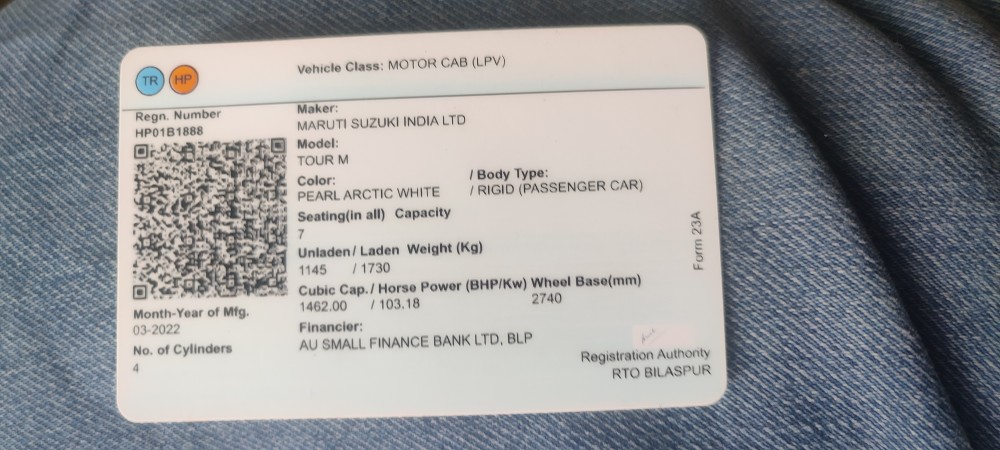 TR HP
Vehicle Class: MOTOR CAB (LPV)
Regn. Number
HP01B1888
Month-Year of Mfg.
03-2022
No. of Cylinders
4
Maker:
MARUTI SUZUKI INDIA LTD
Model:
TOUR M
Color: / Body Type:
PEARL ARCTIC WHITE / RIGID (PASSENGER CAR)
Seating(in all) Capacity
7
Unladen/ Laden Weight (Kg)
1145 / 1730
Cubic Cap./ Horse Power (BHP/Kw) Wheel Base(mm)
1462.00 / 103.18 2740
Financier:
AU SMALL FINANCE BANK LTD, BLP
Form 23A
Registration Authority
RTO BILASPUR